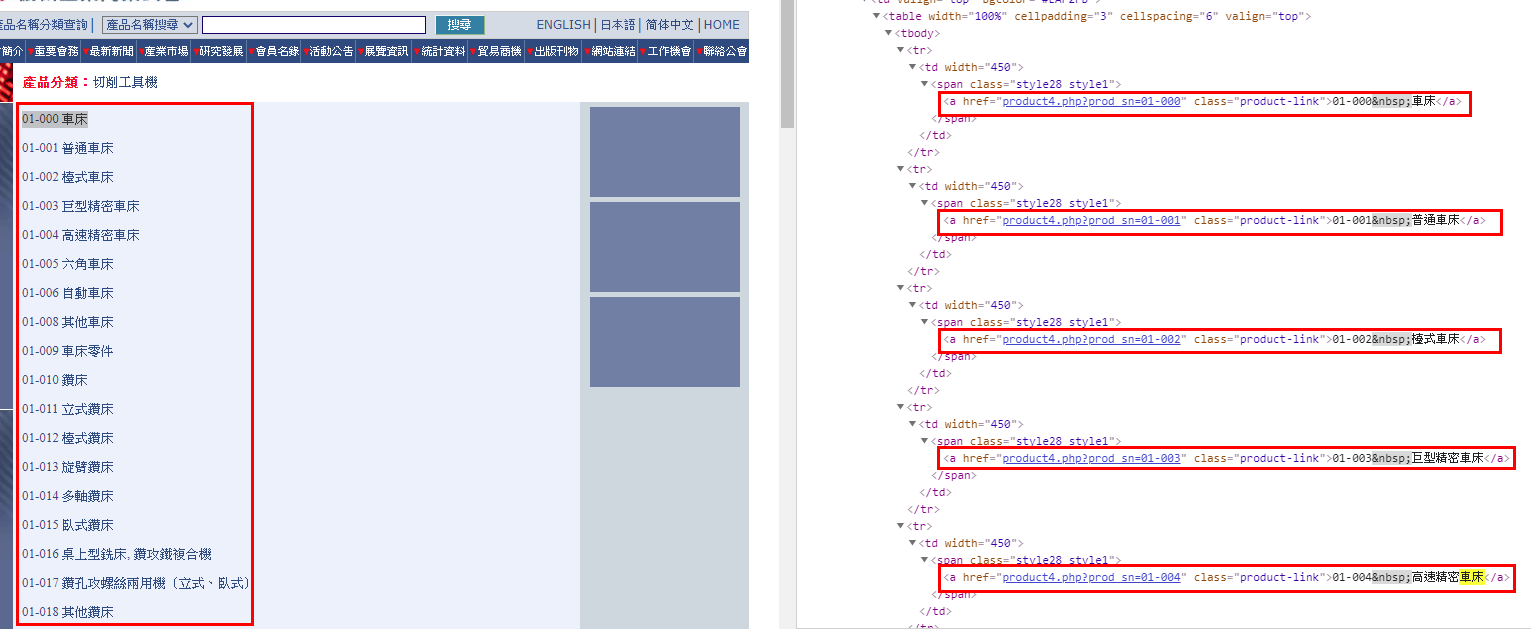 產品名稱分類查詢| 產品名稱搜尋 搜尋 ENGLISH | 日本語 | 简体中文 | HOME
簡介 重要會務 最新新聞 產業市場 研究發展 會員名錄 活動公告 展覽資訊 統計資料 貿易商機 出版刊物 網站連結 工作機會 聯絡公會
產品分類：切削工具機
01-000 車床
01-001 普通車床
01-002 檯式車床
01-003 巨型精密車床
01-004 高速精密車床
01-005 六角車床
01-006 自動車床
01-008 其他車床
01-009 車床零件
01-010 鑽床
01-011 立式鑽床
01-012 檯式鑽床
01-013 旋臂鑽床
01-014 多軸鑽床
01-015 臥式鑽床
01-016 桌上型銑床, 鑽攻鐵複合機
01-017 鑽孔攻螺絲兩用機〔立式、臥式〕
01-018 其他鑽床
<table width="100%" cellpadding="3" cellspacing="6" valign="top">
<tbody>
<tr>
<td width="450">
<span class="style28 style1">
<a href="product4.php?prod_sn=01-000" class="product-link">01-000&nbsp;車床</a>
</span>
</td>
</tr>
<tr>
<td width="450">
<span class="style28 style1">
<a href="product4.php?prod_sn=01-001" class="product-link">01-001&nbsp;普通車床</a>
</span>
</td>
</tr>
<tr>
<td width="450">
<span class="style28 style1">
<a href="product4.php?prod_sn=01-002" class="product-link">01-002&nbsp;檯式車床</a>
</span>
</td>
</tr>
<tr>
<td width="450">
<span class="style28 style1">
<a href="product4.php?prod_sn=01-003" class="product-link">01-003&nbsp;巨型精密車床</a>
</span>
</td>
</tr>
<tr>
<td width="450">
<span class="style28 style1">
<a href="product4.php?prod_sn=01-004" class="product-link">01-004&nbsp;高速精密車床</a>
</span>
</td>
</tr>